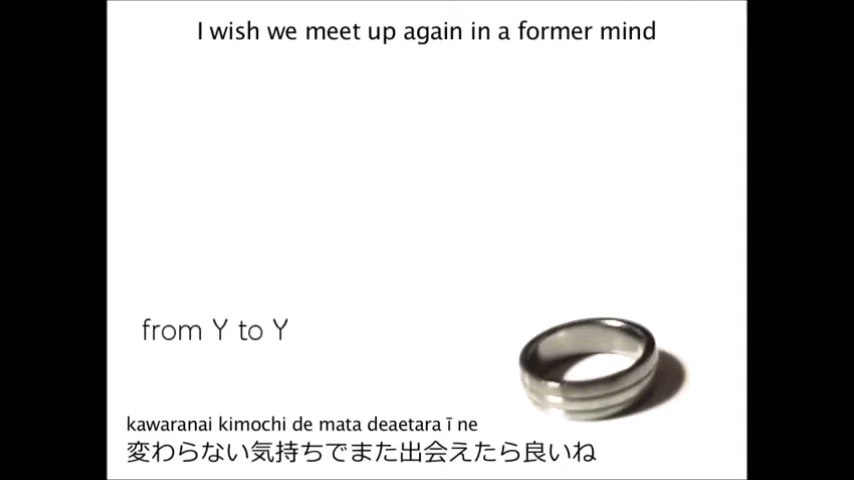 I wish we meet up again in a former mind
from Y to Y
kawaranai kimochi de mata deaetara ī ne
変わらない気持ちでまた出会えたら良いね